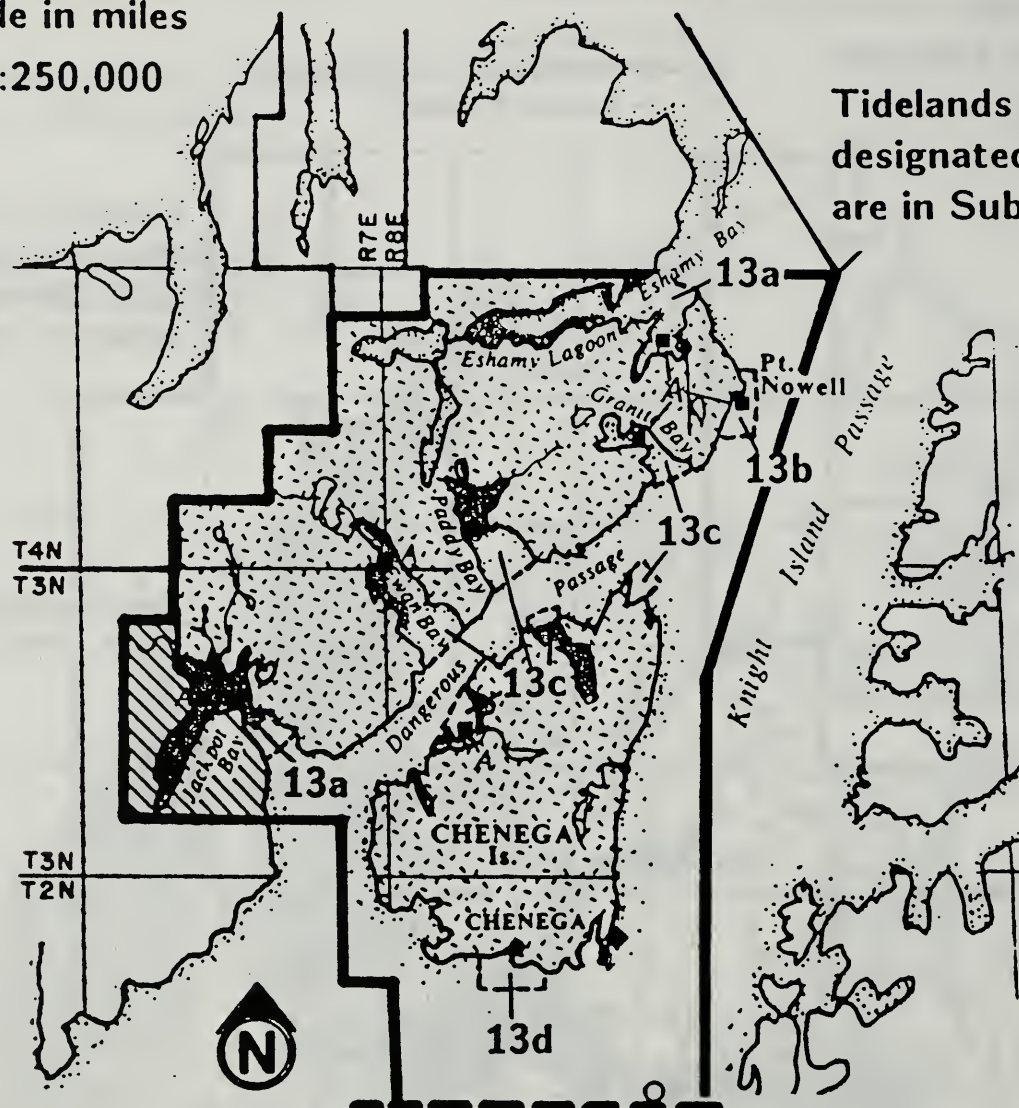 de in miles
:250,000
Tidelands
designated
are in Sub
R7E
R8E
Eshamy Bay
13a
Eshamy Lagoon
Pt.
Nowell
A
Granite
Bay
13b
Knight Island Passage
13c
Paddy Bay
T4N
T3N
A
Ewan Bay
Dangerous Passage
13c
Jackpot
Bay
13a
A
CHENEGA
Is.
T3N
T2N
CHENEGA
13d
N